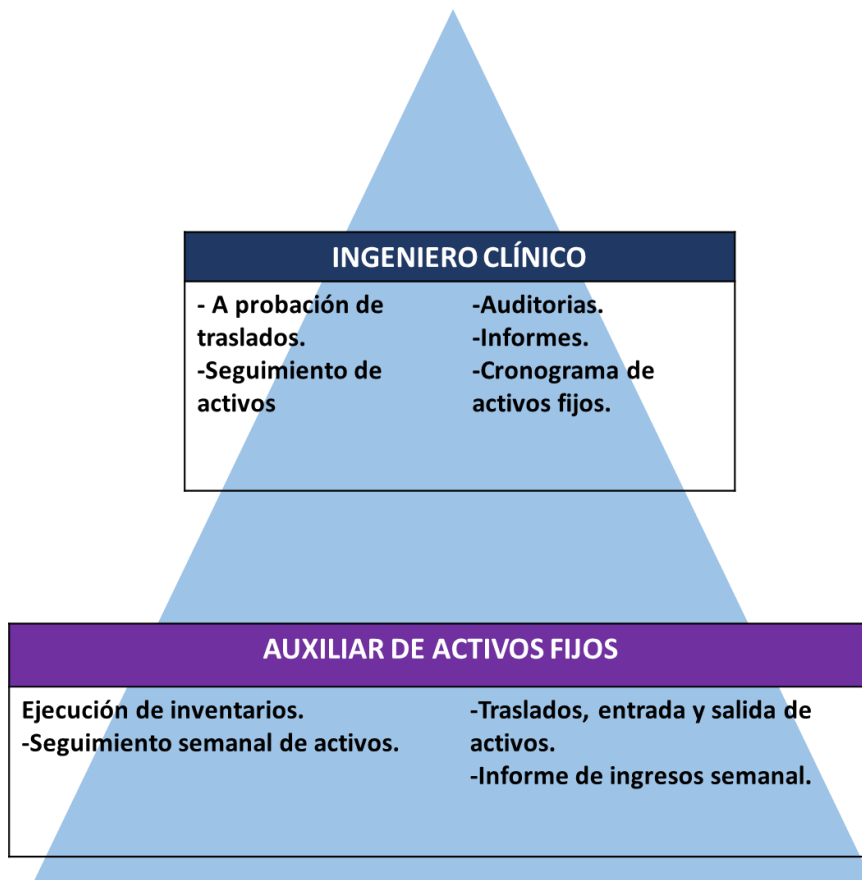 INGENIERO CLÍNICO
- A probación de
traslados.
-Seguimiento de
activos
-Auditorias.
-Informes.
-Cronograma de
activos fijos.
AUXILIAR DE ACTIVOS FIJOS
Ejecución de inventarios.
-Seguimiento semanal de activos.
-Traslados, entrada y salida de
activos.
-Informe de ingresos semanal.